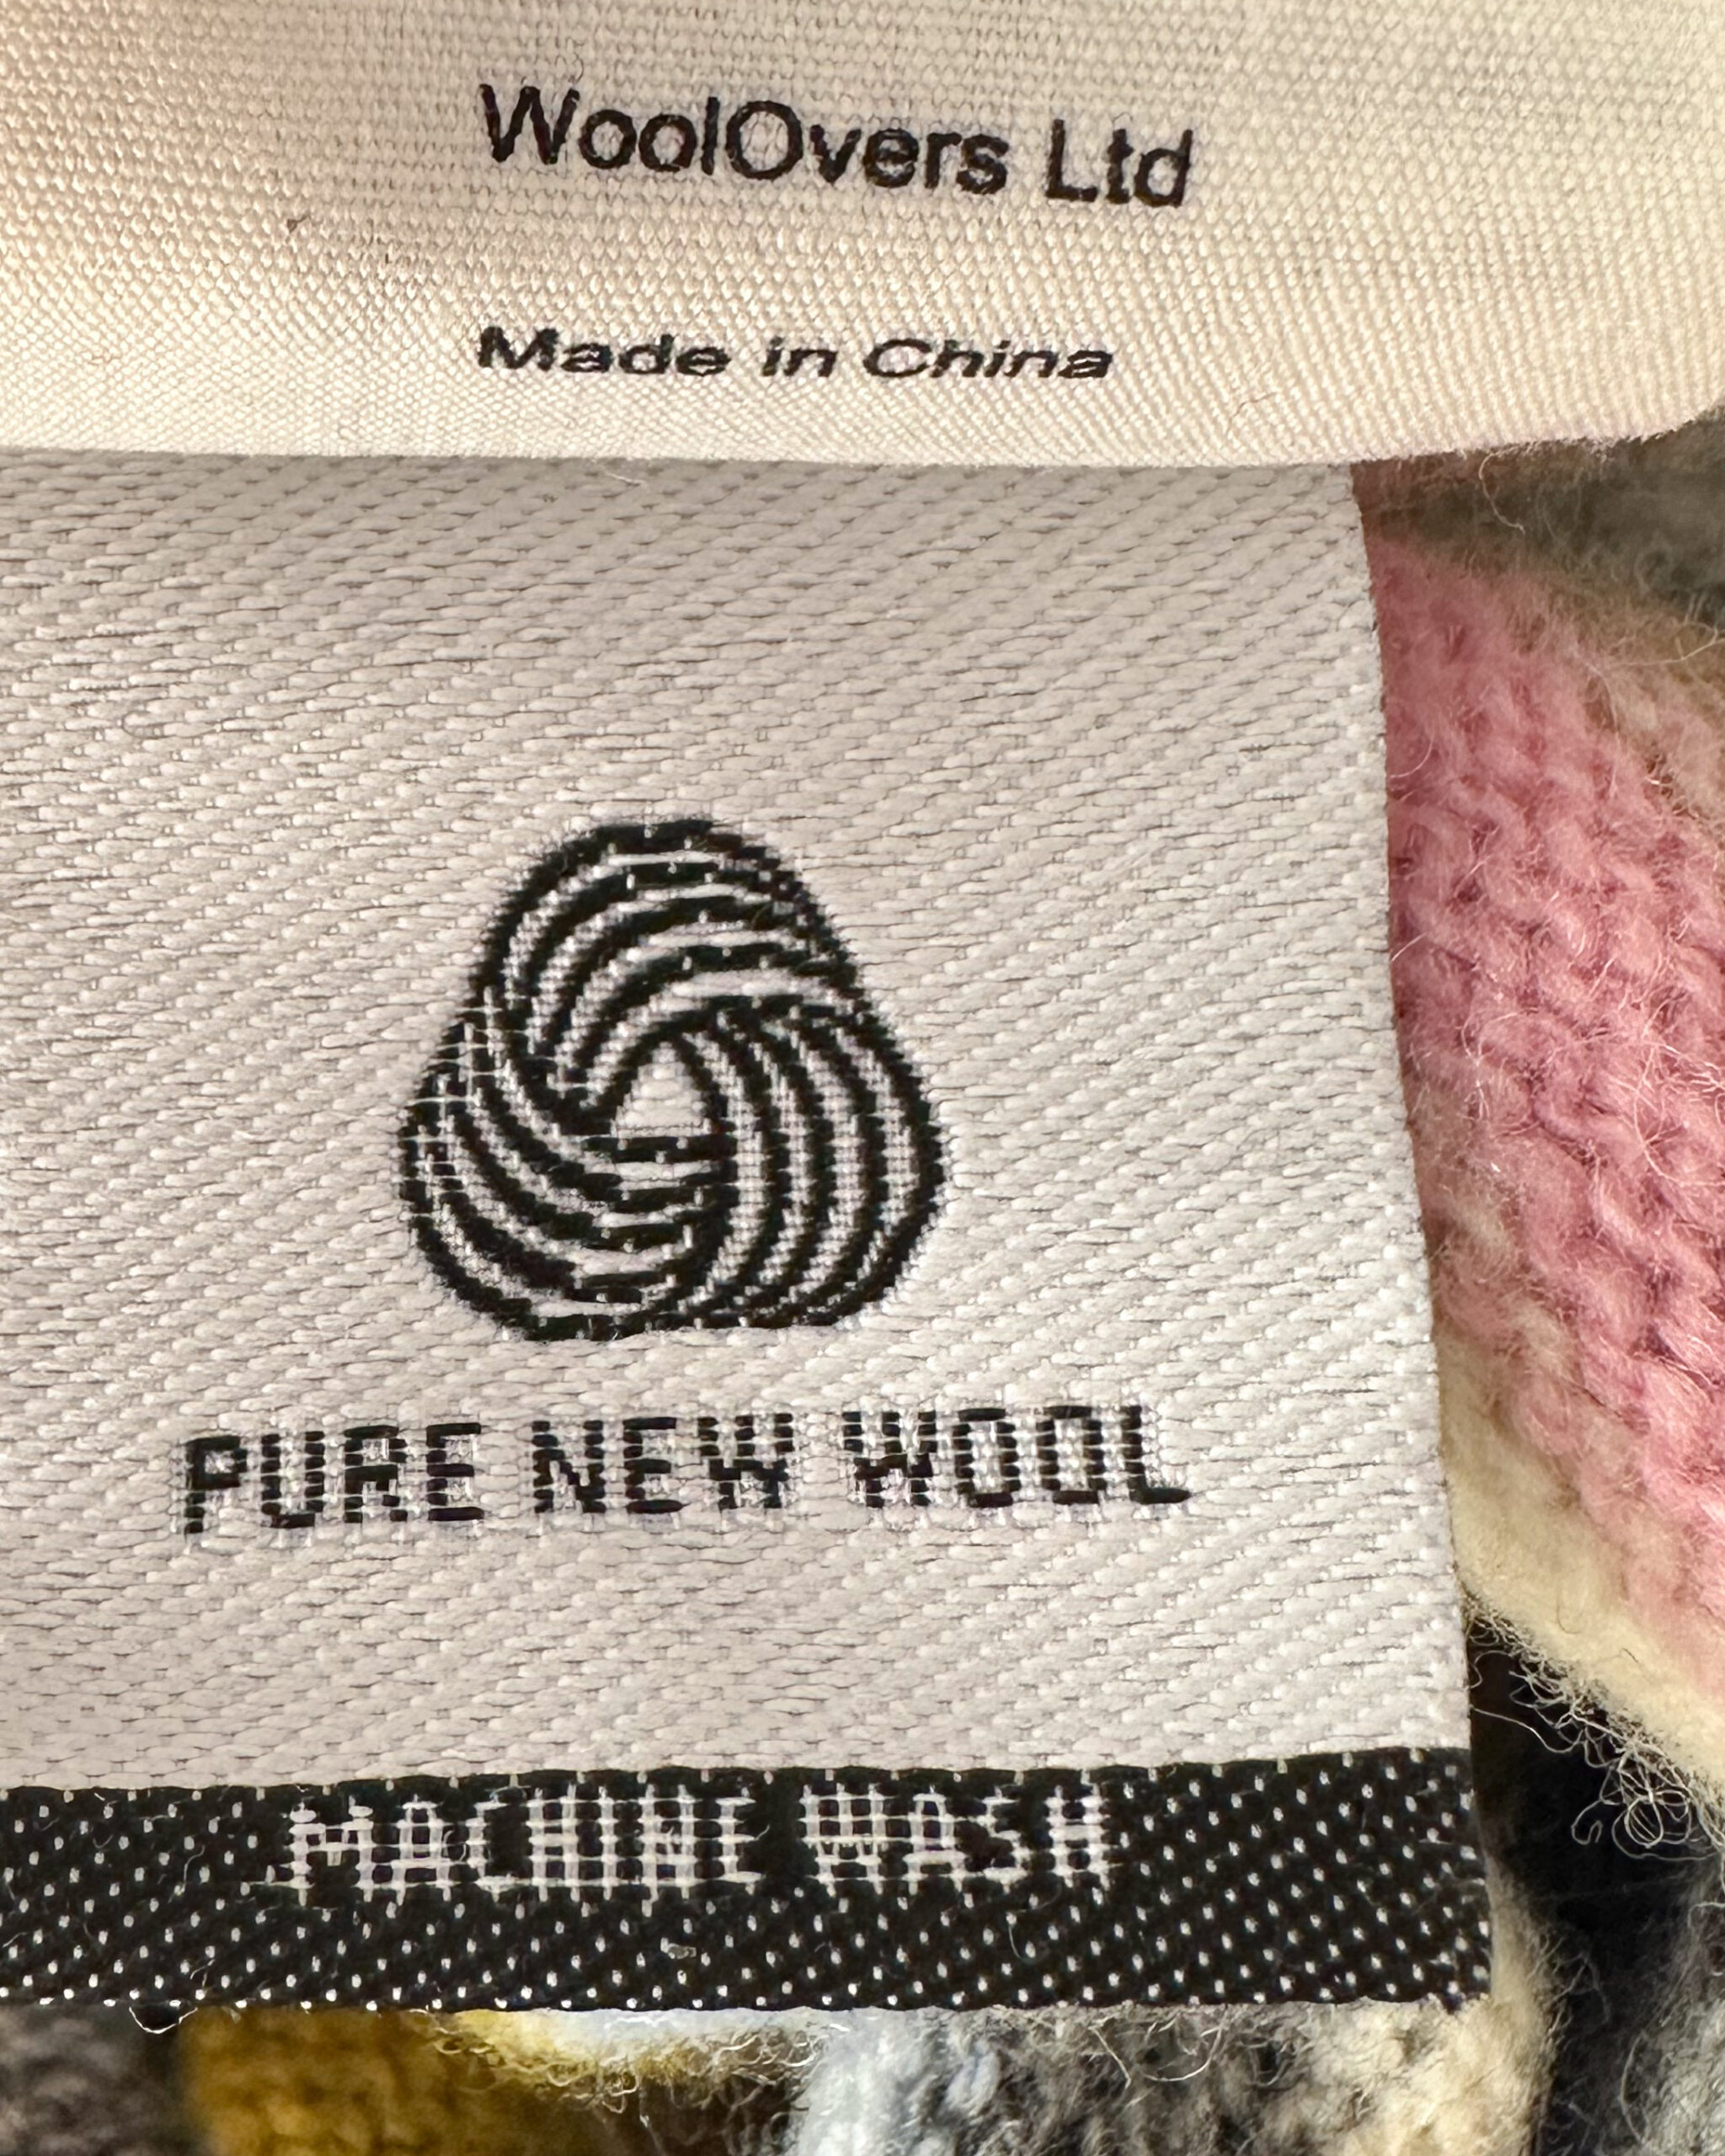 WoolOvers Ltd
Made in China
PURE NEW WOOL
MACHINE WASH